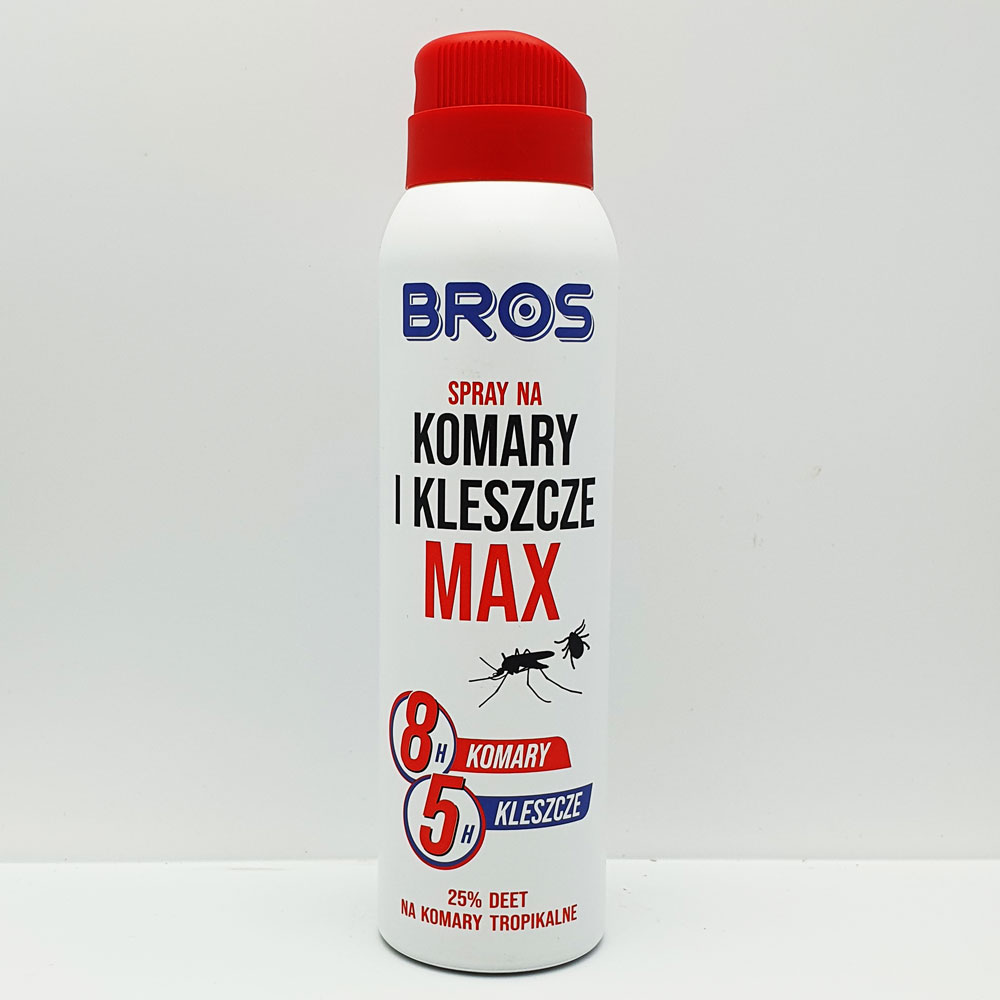 BROS
SPRAY NA
KOMARY
I KLESZCZE
MAX
8H KOMARY
5H KLESZCZE
25% DEET
NA KOMARY TROPIKALNE